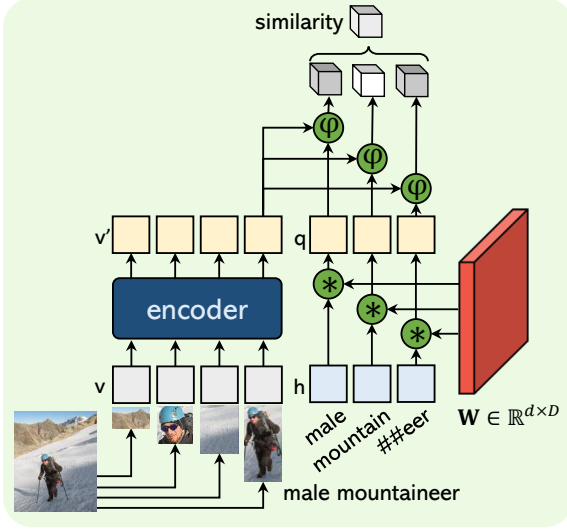 similarity
φ
φ
φ
v' q
encoder
*
*
*
v h
male
mountain
##eer
W ∈ ℝ^{d×D}
male mountaineer